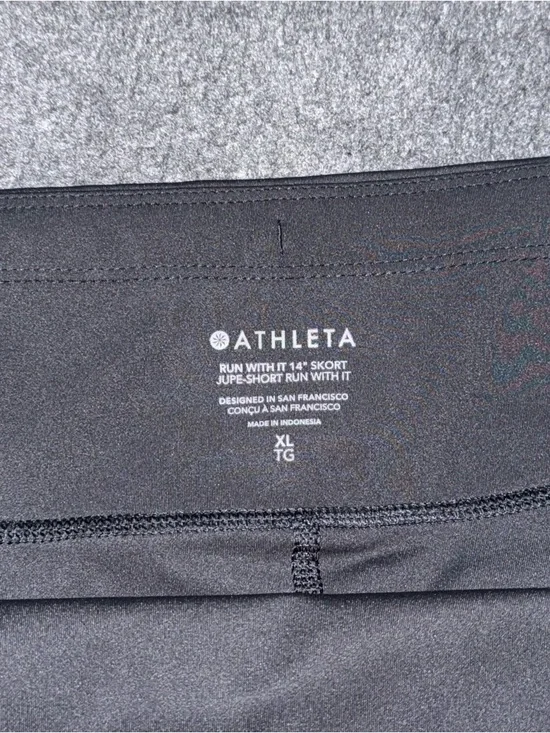 ATHLETA
RUN WITH IT 14" SKORT
JUPE-SHORT RUN WITH IT
DESIGNED IN SAN FRANCISCO
CONÇU À SAN FRANCISCO
MADE IN INDONESIA
XL
TG